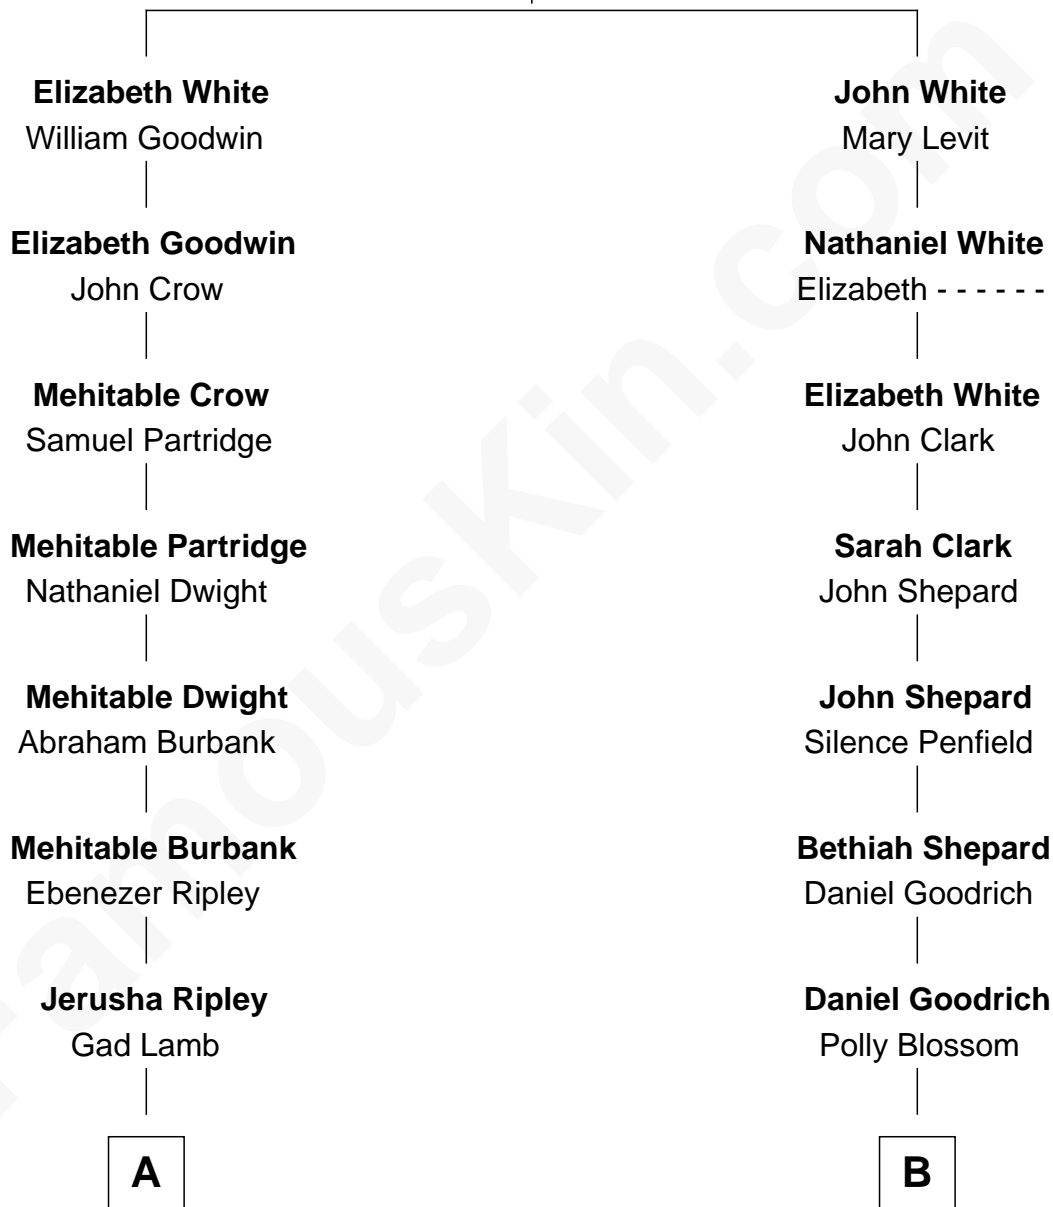 Elizabeth White
William Goodwin
John White
Mary Levit
Elizabeth Goodwin
John Crow
Nathaniel White
Elizabeth - - - - - -
Mehitable Crow
Samuel Partridge
Elizabeth White
John Clark
Mehitable Partridge
Nathaniel Dwight
Sarah Clark
John Shepard
Mehitable Dwight
Abraham Burbank
John Shepard
Silence Penfield
Mehitable Burbank
Ebenezer Ripley
Bethiah Shepard
Daniel Goodrich
Jerusha Ripley
Gad Lamb
Daniel Goodrich
Polly Blossom
A
B
FamousKin.com